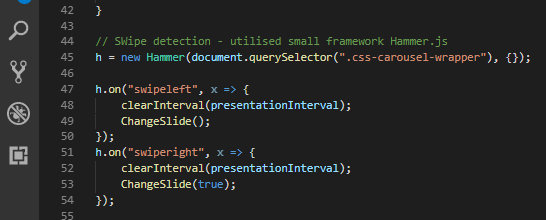 42 }
43
44 // SWipe detection - utilised small framework Hammer.js
45 h = new Hammer(document.querySelector(".css-carousel-wrapper"), {});
46
47 h.on("swipeleft", x => {
48     clearInterval(presentationInterval);
49     ChangeSlide();
50 });
51 h.on("swiperight", x => {
52     clearInterval(presentationInterval);
53     ChangeSlide(true);
54 });
55